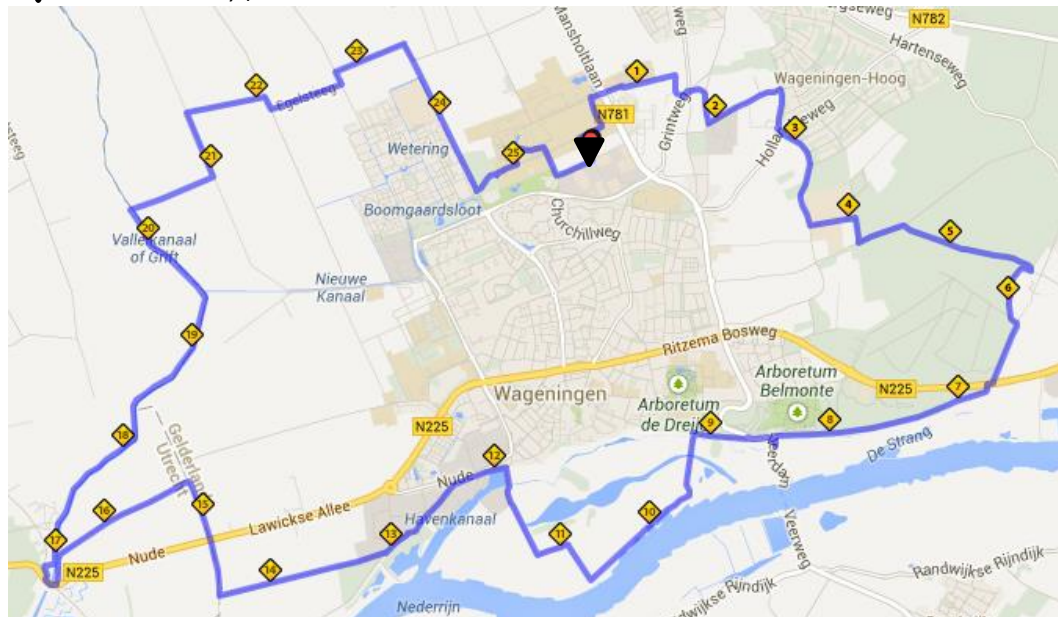 Mansholtlaan
N782
Hartenseweg
Wageningen-Hoog
23
1
22
Egelsteeg
24
N781
Grintweg
2
3
Wetering
25
21
4
Boomgaardsloot
Churchillweg
20
5
Valleikanaal
of Grift
Nieuwe
Kanaal
6
19
Ritzema Bosweg
Arboretum
Belmonte
7
N225
Wageningen
Arboretum
de Dreijen
8
9
N225
18
Gelderland
Utrecht
De Strang
12
Nude
16
15
10
Havenkanaal
Lawickse Allee
13
11
17
Nude
Veerweg
N225
14
Randwijkse Rijndijk
Nederrijn